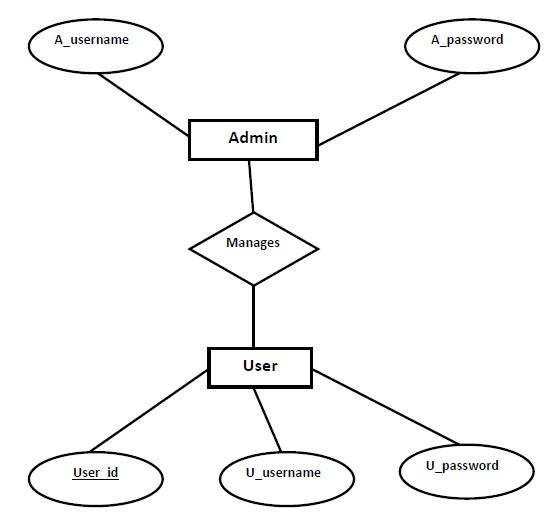 A_username
A_password
Admin
Manages
User
User_id
U_username
U_password